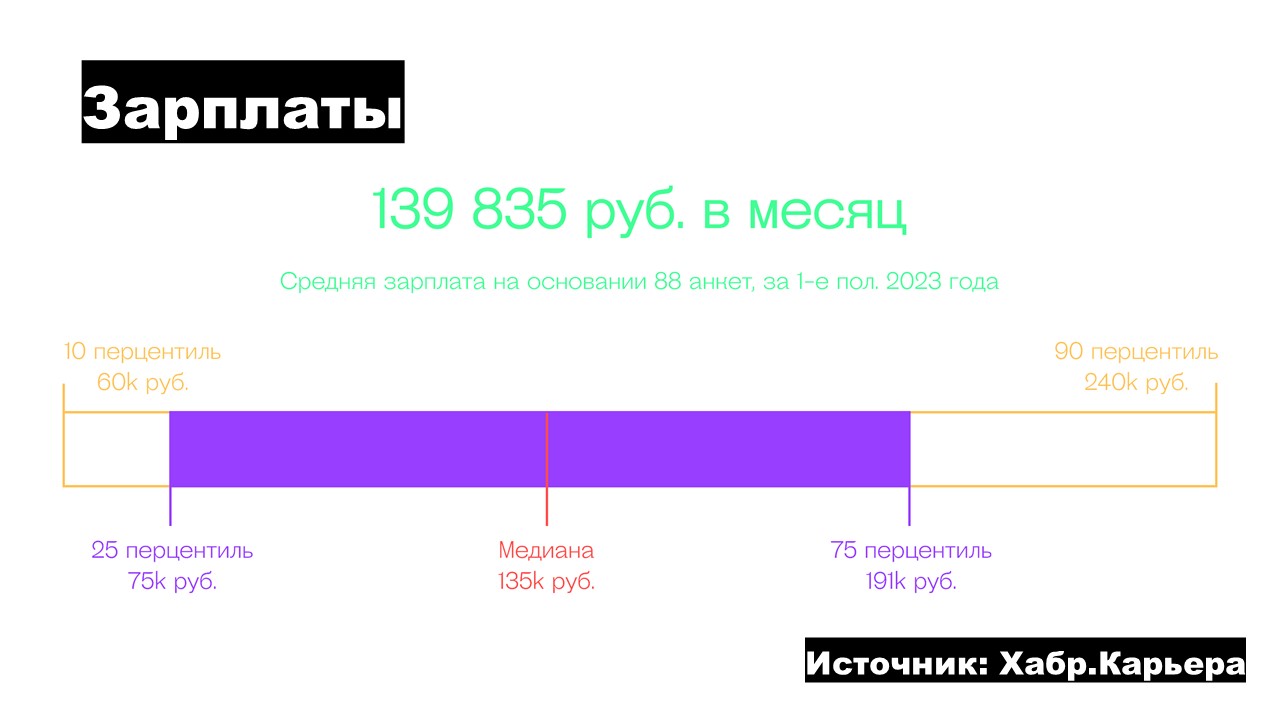 Зарплаты
139 835 руб. в месяц
Средняя зарплата на основании 88 анкет, за 1-е пол. 2023 года
10 перцентиль
60k руб.
90 перцентиль
240k руб.
25 перцентиль
75k руб.
Медиана
135k руб.
75 перцентиль
191k руб.
Источник: Хабр.Карьера